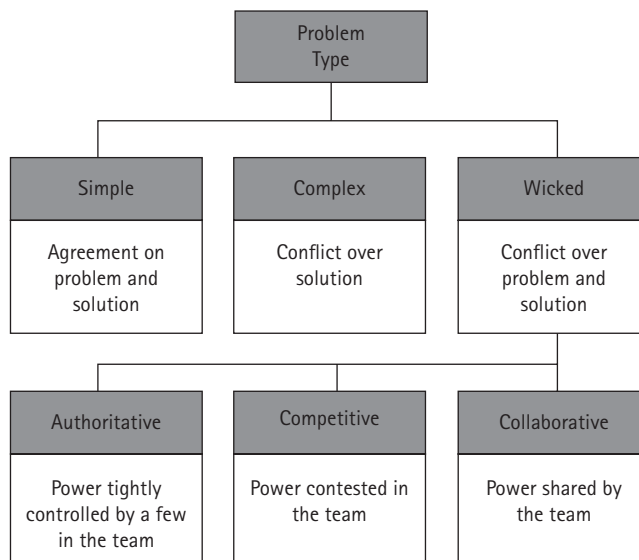 Problem
Type
Simple
Complex
Wicked
Agreement on
problem and
solution
Conflict over
solution
Conflict over
problem and
solution
Authoritative
Competitive
Collaborative
Power tightly
controlled by a few
in the team
Power contested in
the team
Power shared by
the team